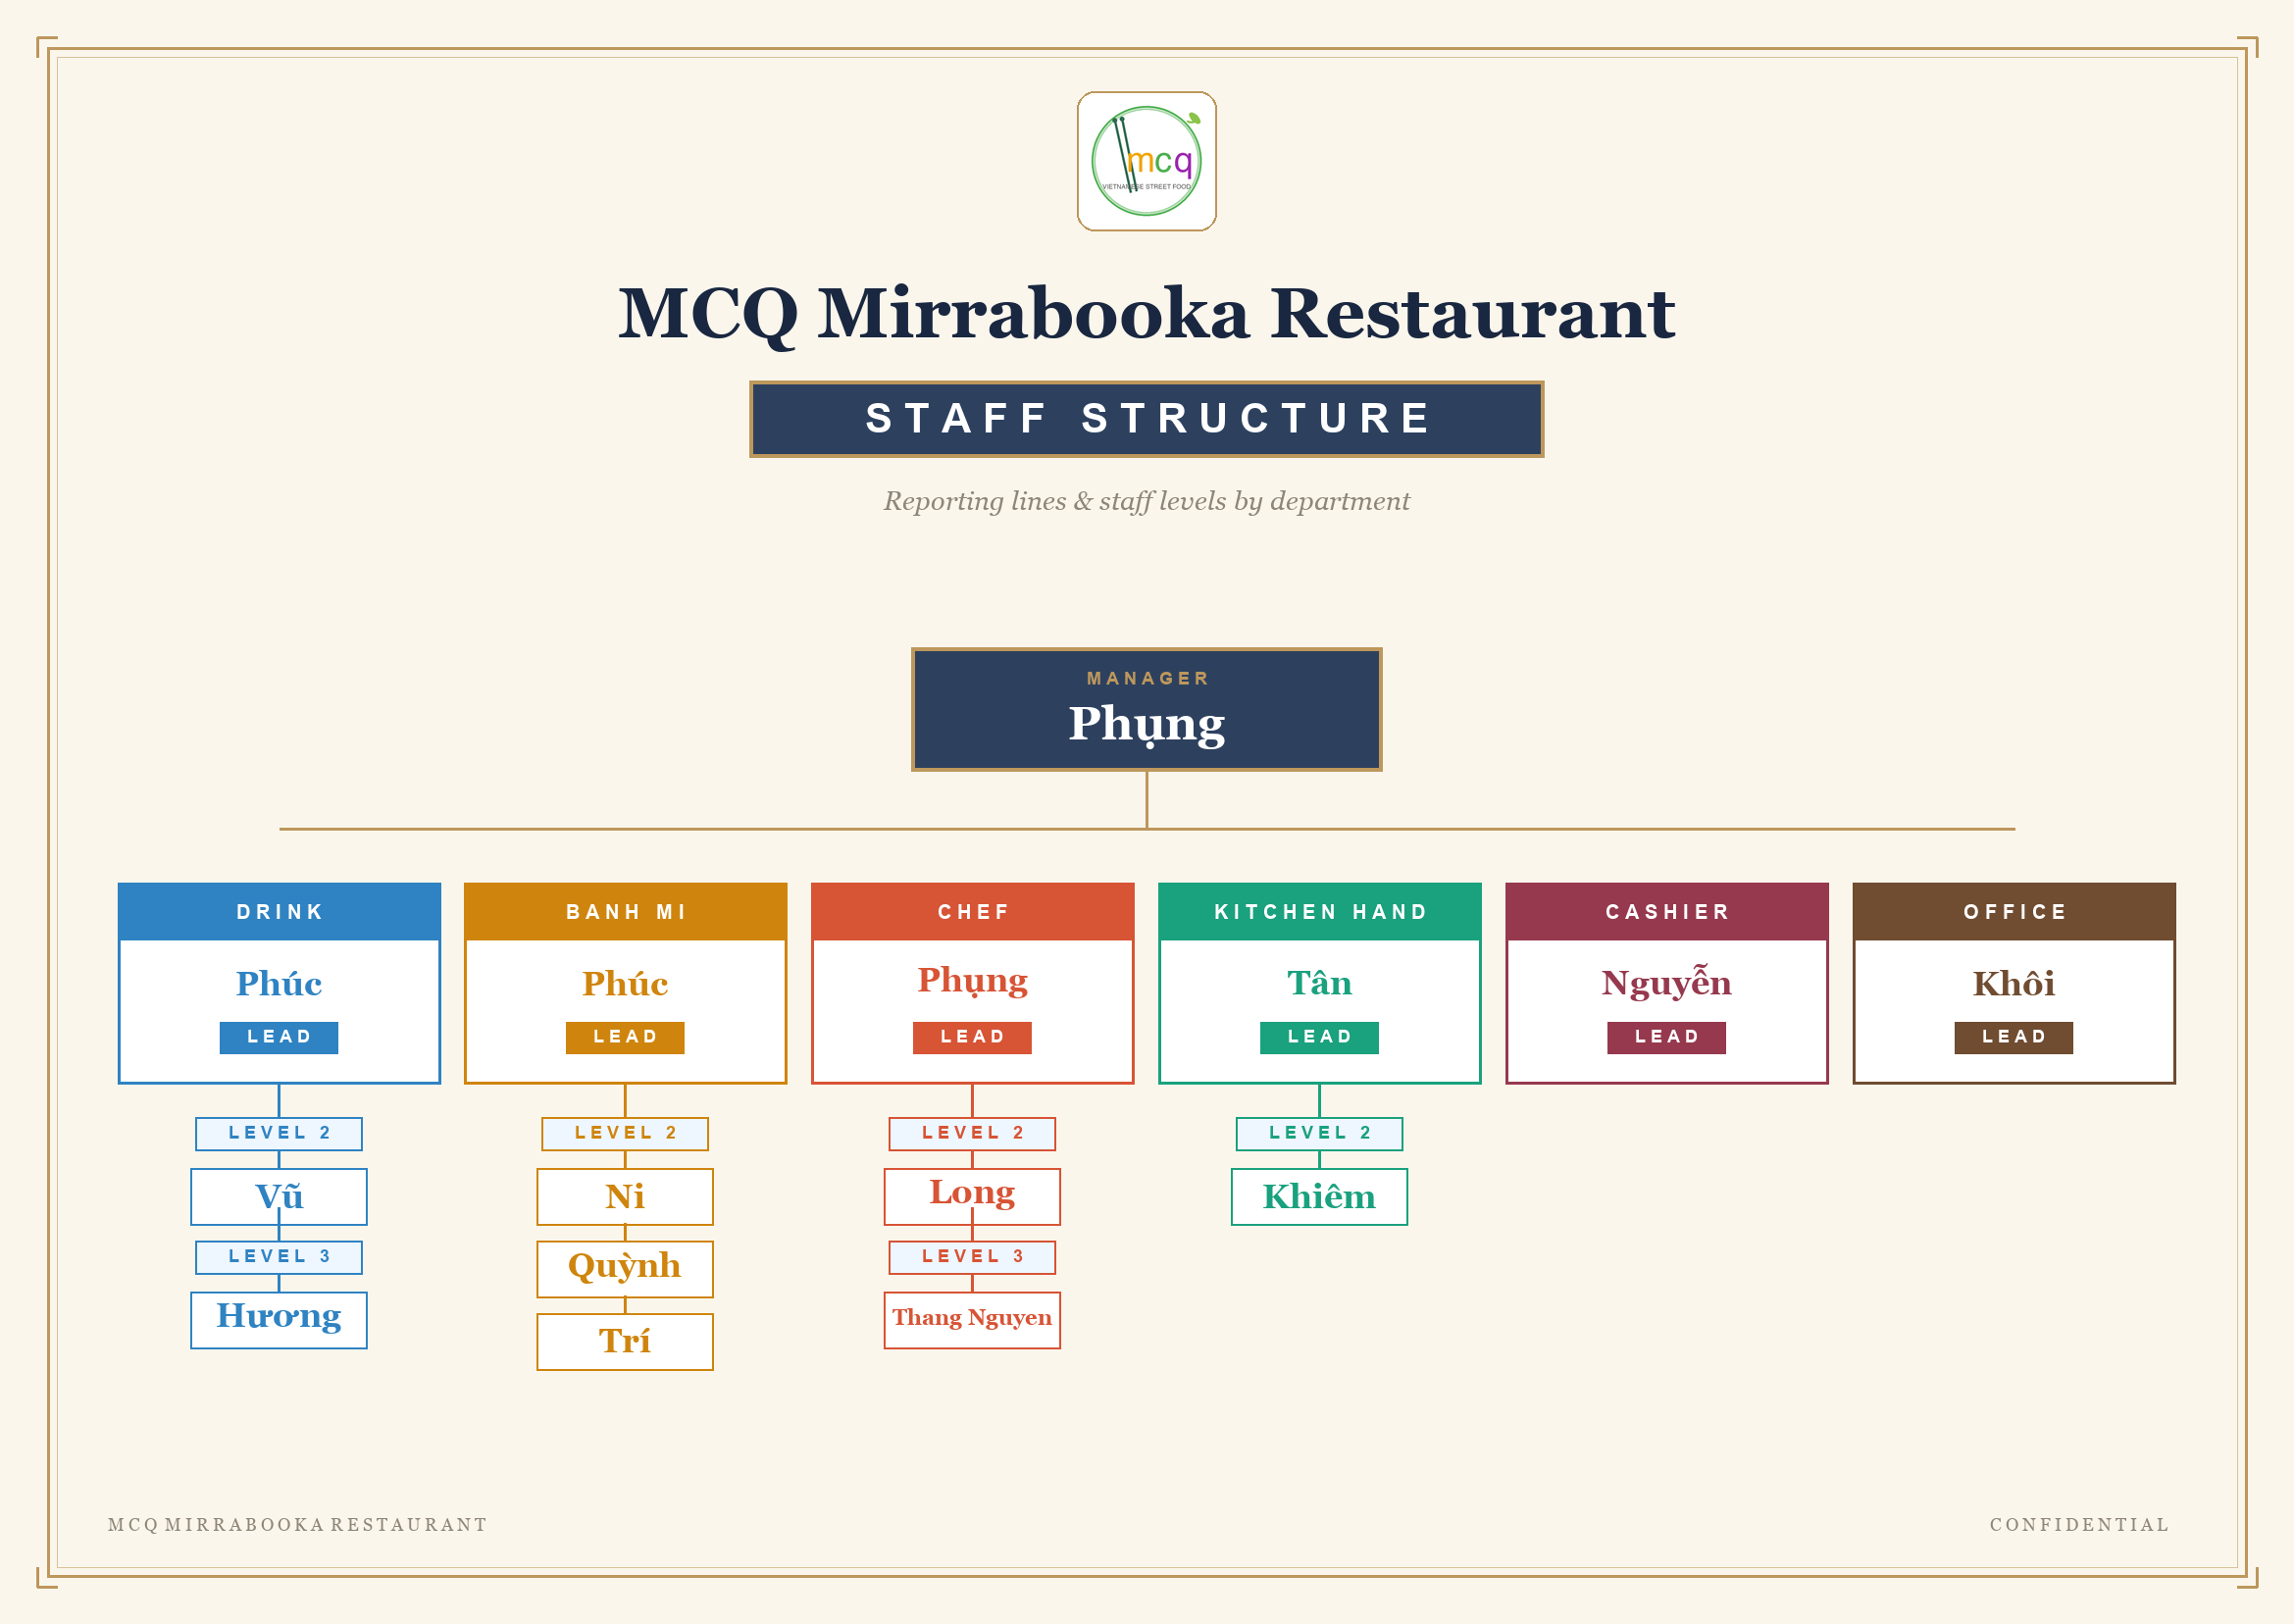 mcq
VIETNAMESE STREET FOOD
MCQ Mirrabooka Restaurant
STAFF STRUCTURE
Reporting lines & staff levels by department
MANAGER
Phụng
DRINK
Phúc
LEAD
LEVEL 2
Vũ
LEVEL 3
Hương
BANH MI
Phúc
LEAD
LEVEL 2
Ni
Quỳnh
Trí
CHEF
Phụng
LEAD
LEVEL 2
Long
LEVEL 3
Thang Nguyen
KITCHEN HAND
Tân
LEAD
LEVEL 2
Khiêm
CASHIER
Nguyễn
LEAD
OFFICE
Khôi
LEAD
MCQ MIRRABOOKA RESTAURANT
CONFIDENTIAL